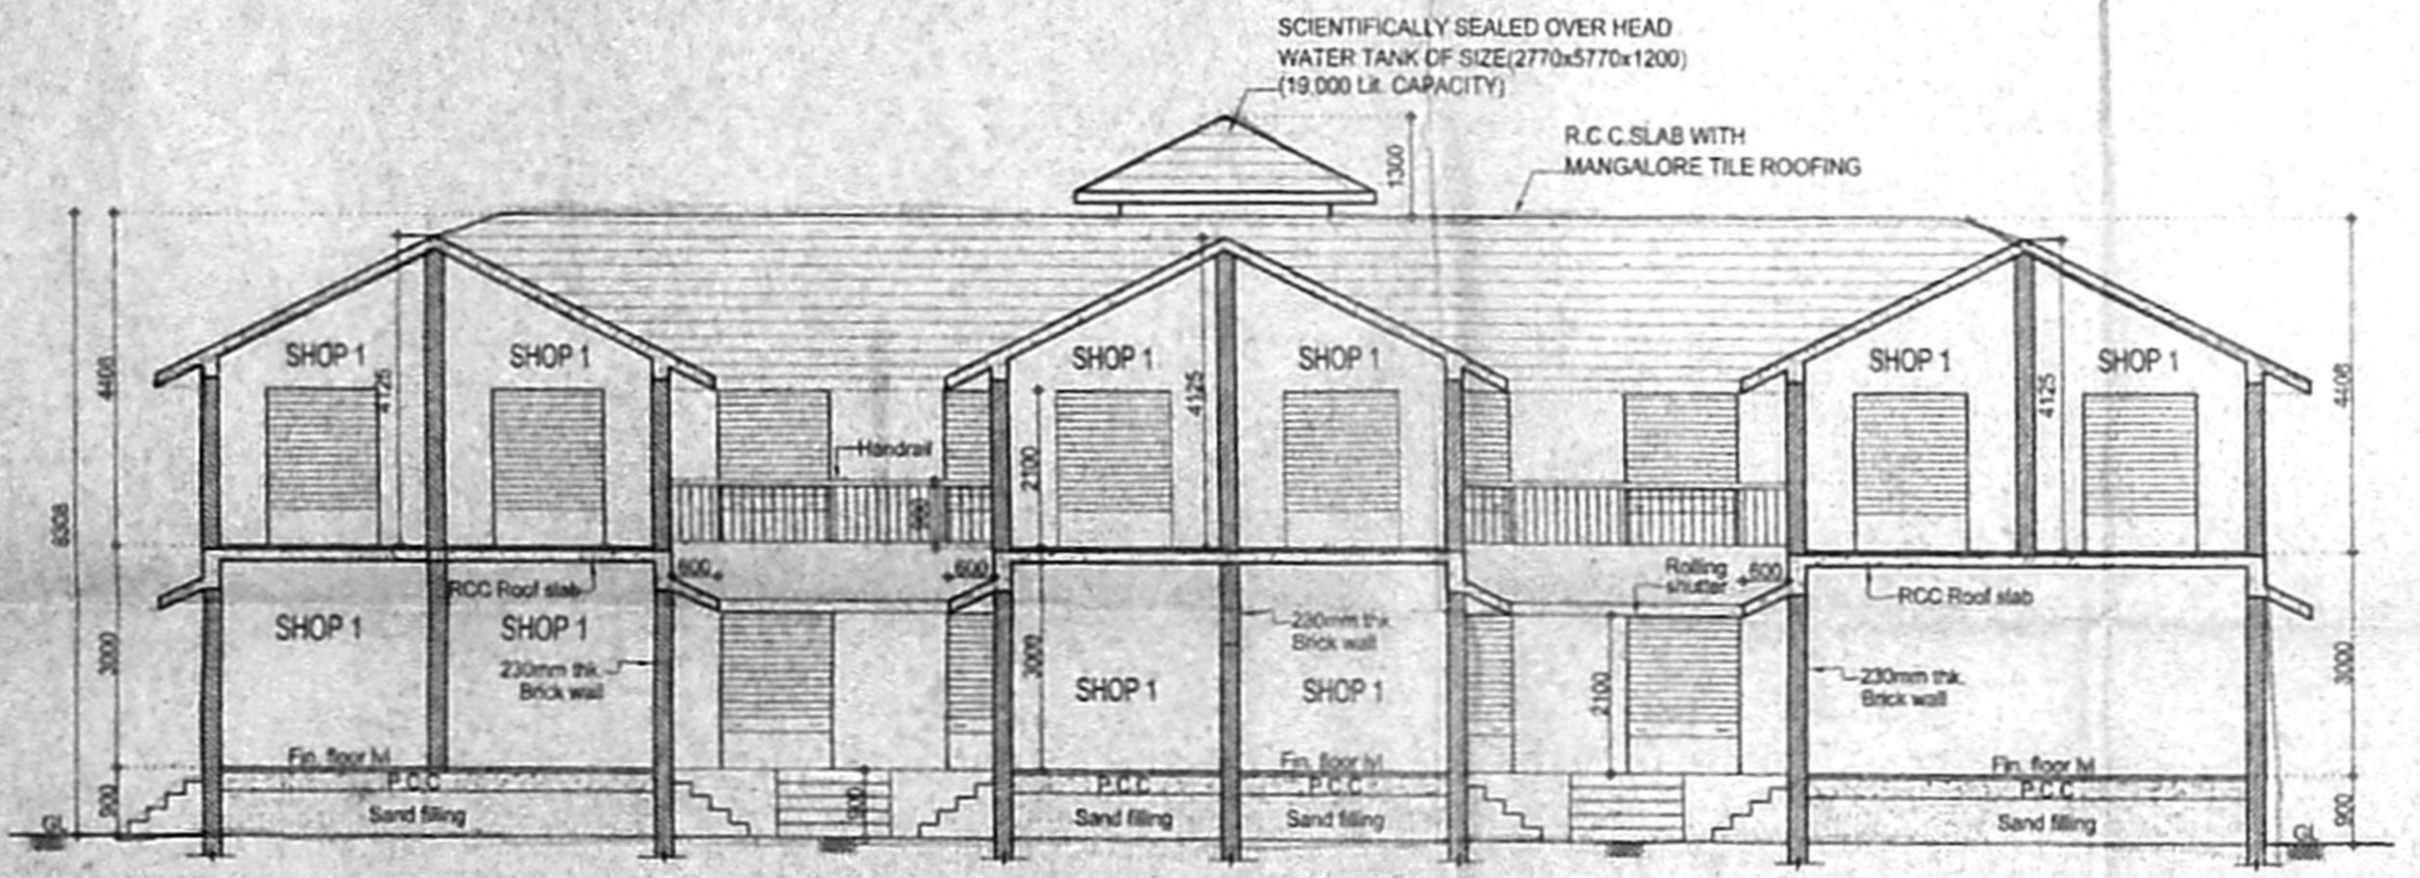 SCIENTIFICALLY SEALED OVER HEAD
WATER TANK OF SIZE(2770x5770x1200)
(19,000 Lit. CAPACITY)
R.C.C.SLAB WITH
MANGALORE TILE ROOFING
1300
SHOP 1
SHOP 1
SHOP 1
SHOP 1
SHOP 1
SHOP 1
4125
4125
4125
4408
4408
2100
Handrail
900
8308
600
600
600
Rolling
shutter
RCC Roof slab
RCC Roof slab
SHOP 1
SHOP 1
230mm thk.
Brick wall
230mm thk.
Brick wall
230mm thk.
Brick wall
3000
3000
3000
SHOP 1
SHOP 1
2100
Fin. floor lvl
Fin. floor lvl
Fin. floor lvl
P.C.C
P.C.C
P.C.C
P.C.C
900
900
900
Sand filling
Sand filling
Sand filling
Sand filling
GL
GL